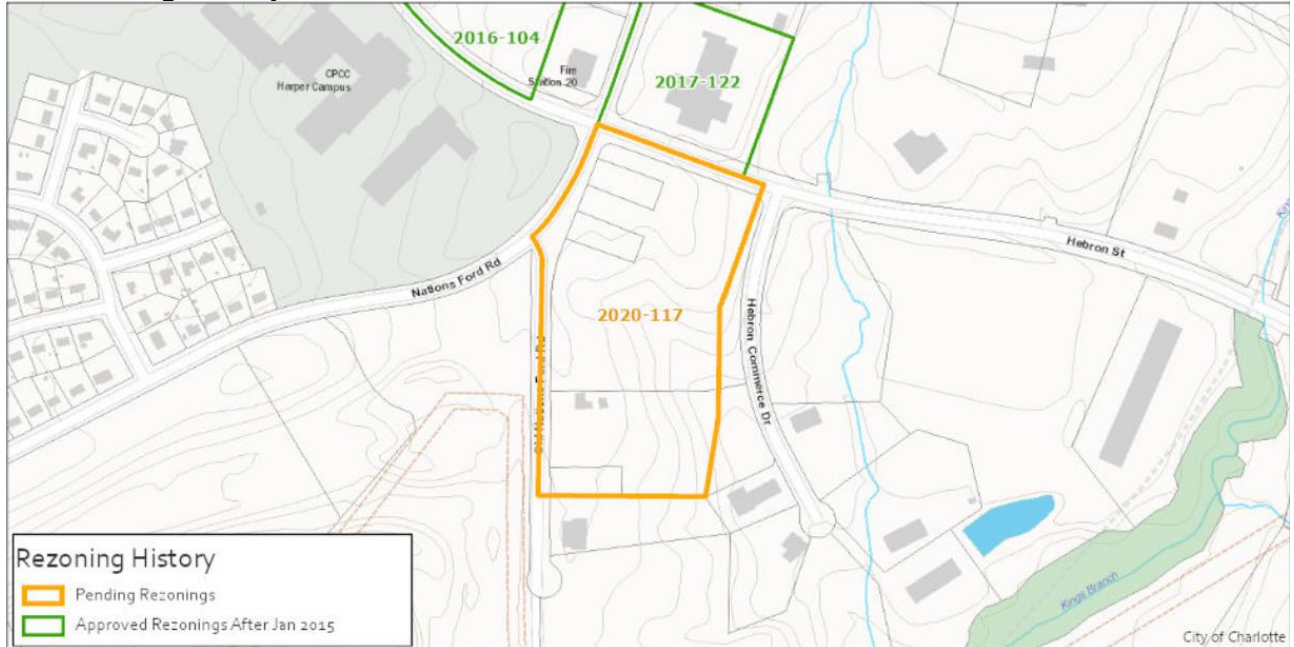 2016-104
Fire
Station 20
CPCC
Harper Campus
2017-122
Hebron St
Nations Ford Rd
2020-117
Hebron Commerce Dr
Rd
Kings Branch
Rezoning History
Pending Rezonings
Approved Rezonings After Jan 2015
City of Charlotte